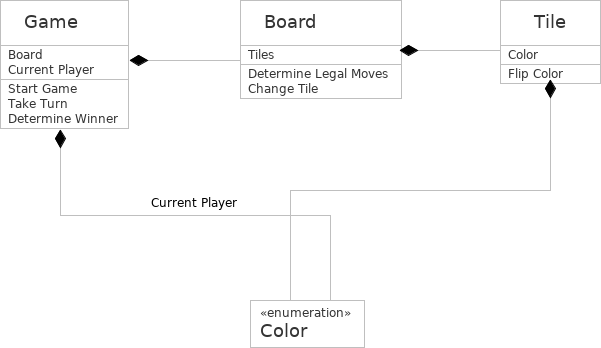 Game
Board
Current Player
Start Game
Take Turn
Determine Winner
Board
Tiles
Determine Legal Moves
Change Tile
Tile
Color
Flip Color
Current Player
«enumeration»
Color